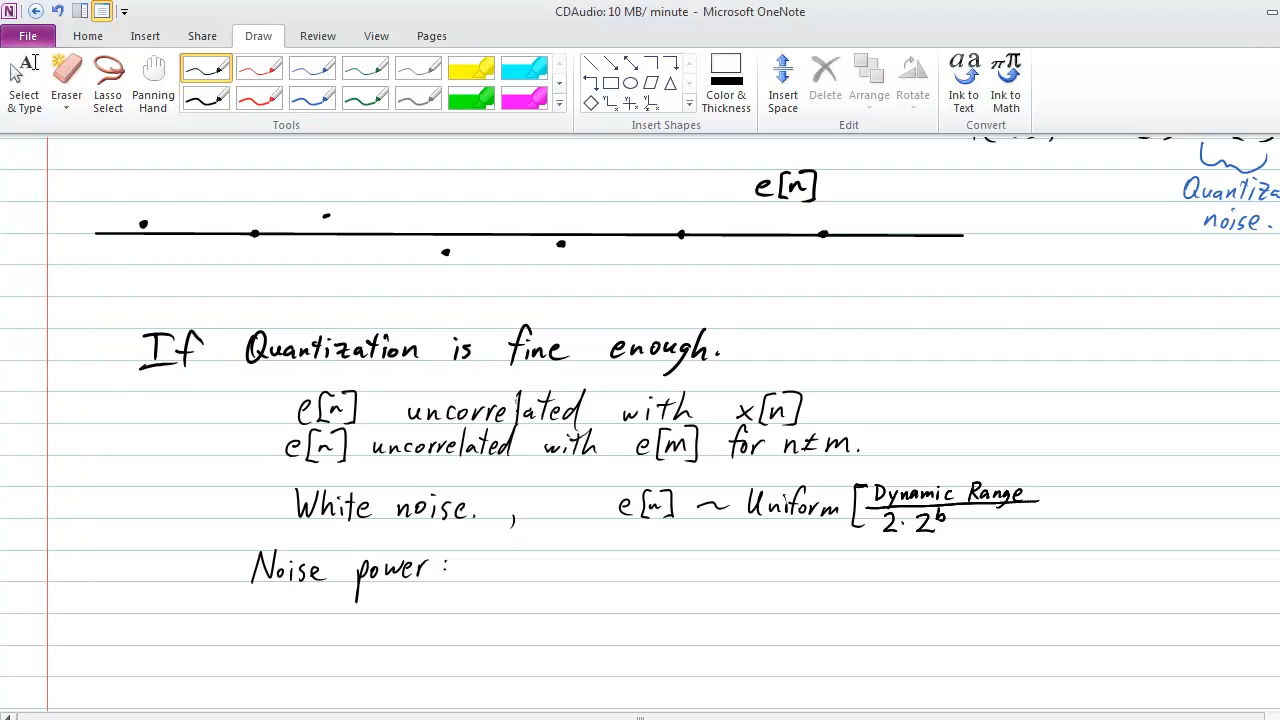 CDAudio: 10 MB/ minute - Microsoft OneNote
File Home Insert Share Draw Review View Pages
Select & Type Eraser Lasso Select Panning Hand Color & Thickness Insert Space Delete Arrange Rotate Ink to Text Ink to Math
Tools Insert Shapes Edit Convert
e[n]
Quantiza
noise.
If Quantization is fine enough.
e[n] uncorrelated with x[n]
e[n] uncorrelated with e[m] for n≠m.
White noise. , e[n] ~ Uniform [ Dynamic Range
2· 2^b
Noise power :